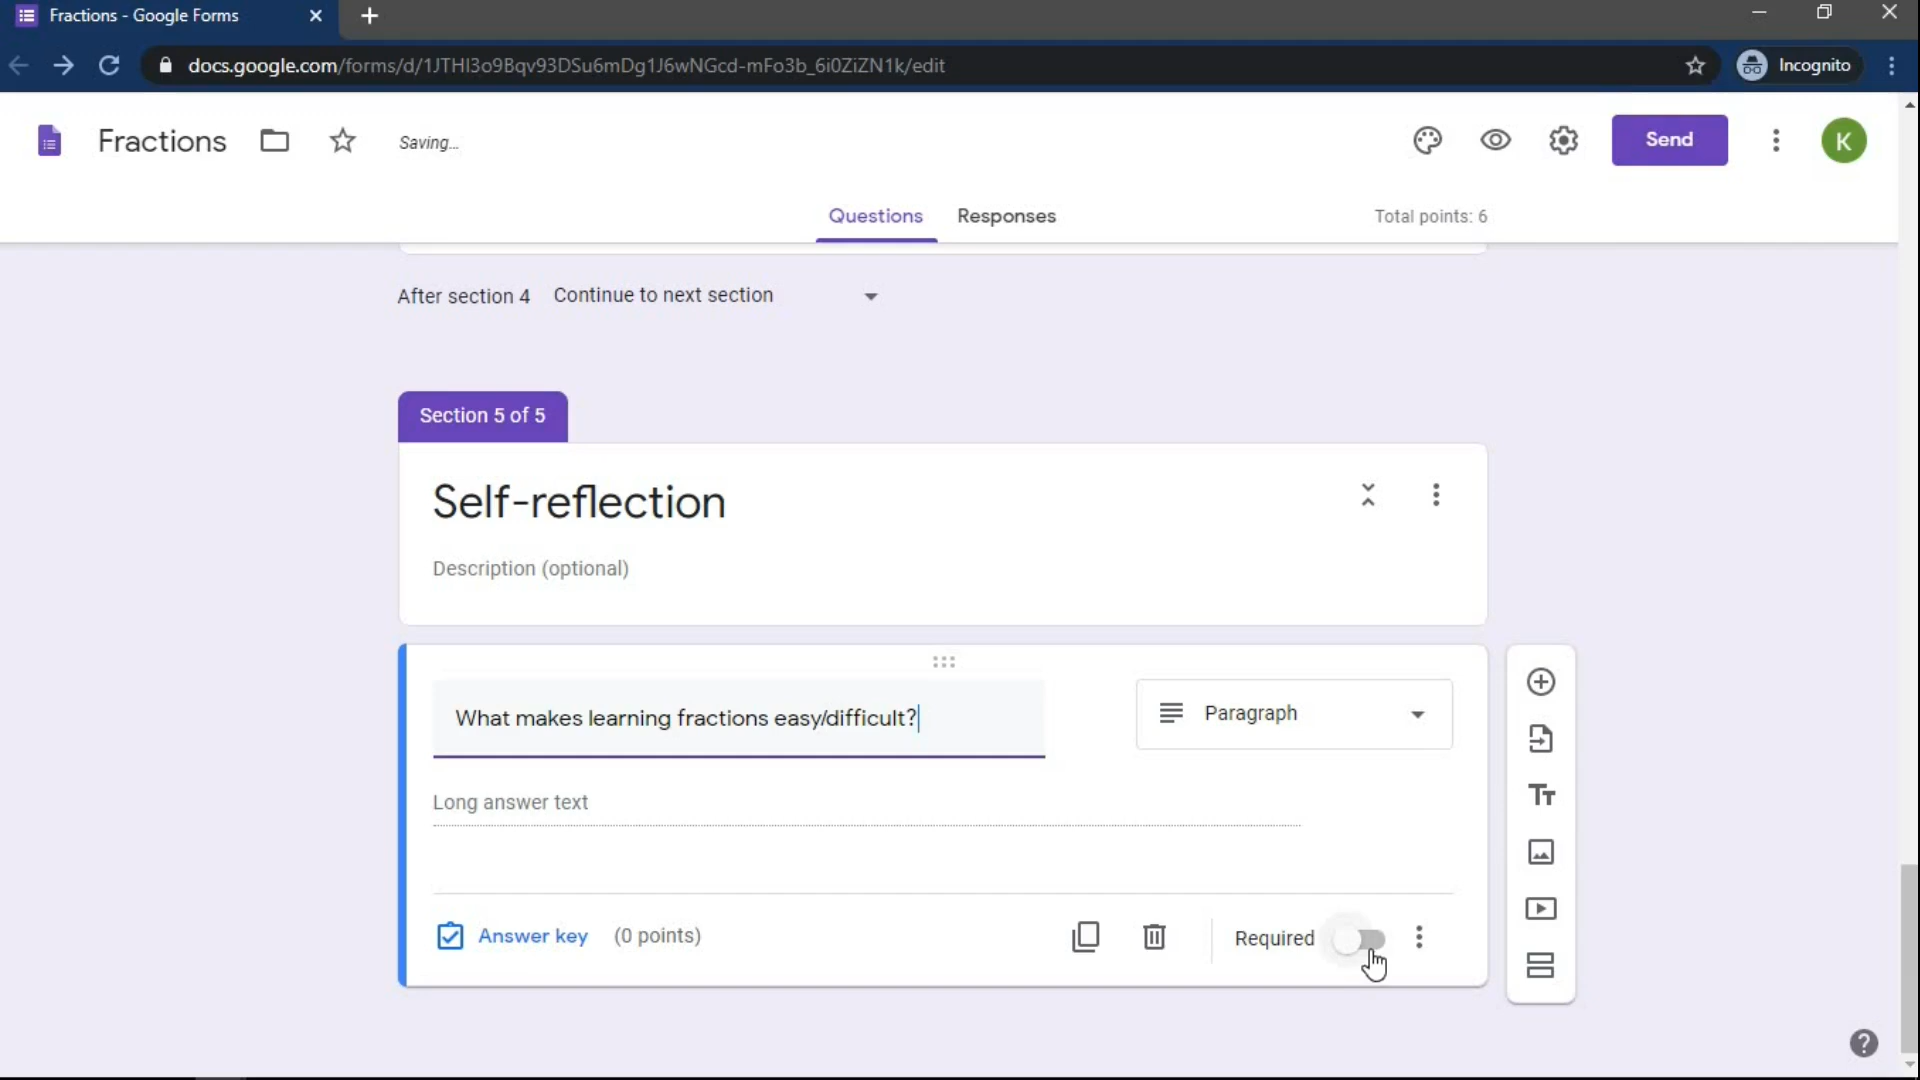 Fractions - Google Forms
docs.google.com/forms/d/1JTHI3o9Bqv93DSu6mDg1J6wNGcd-mFo3b_6i0ZiZN1k/edit
Incognito
Fractions
Saving...
Send
K
Questions
Responses
Total points: 6
After section 4
Continue to next section
Section 5 of 5
Self-reflection
Description (optional)
What makes learning fractions easy/difficult?
Paragraph
Long answer text
Answer key
(0 points)
Required